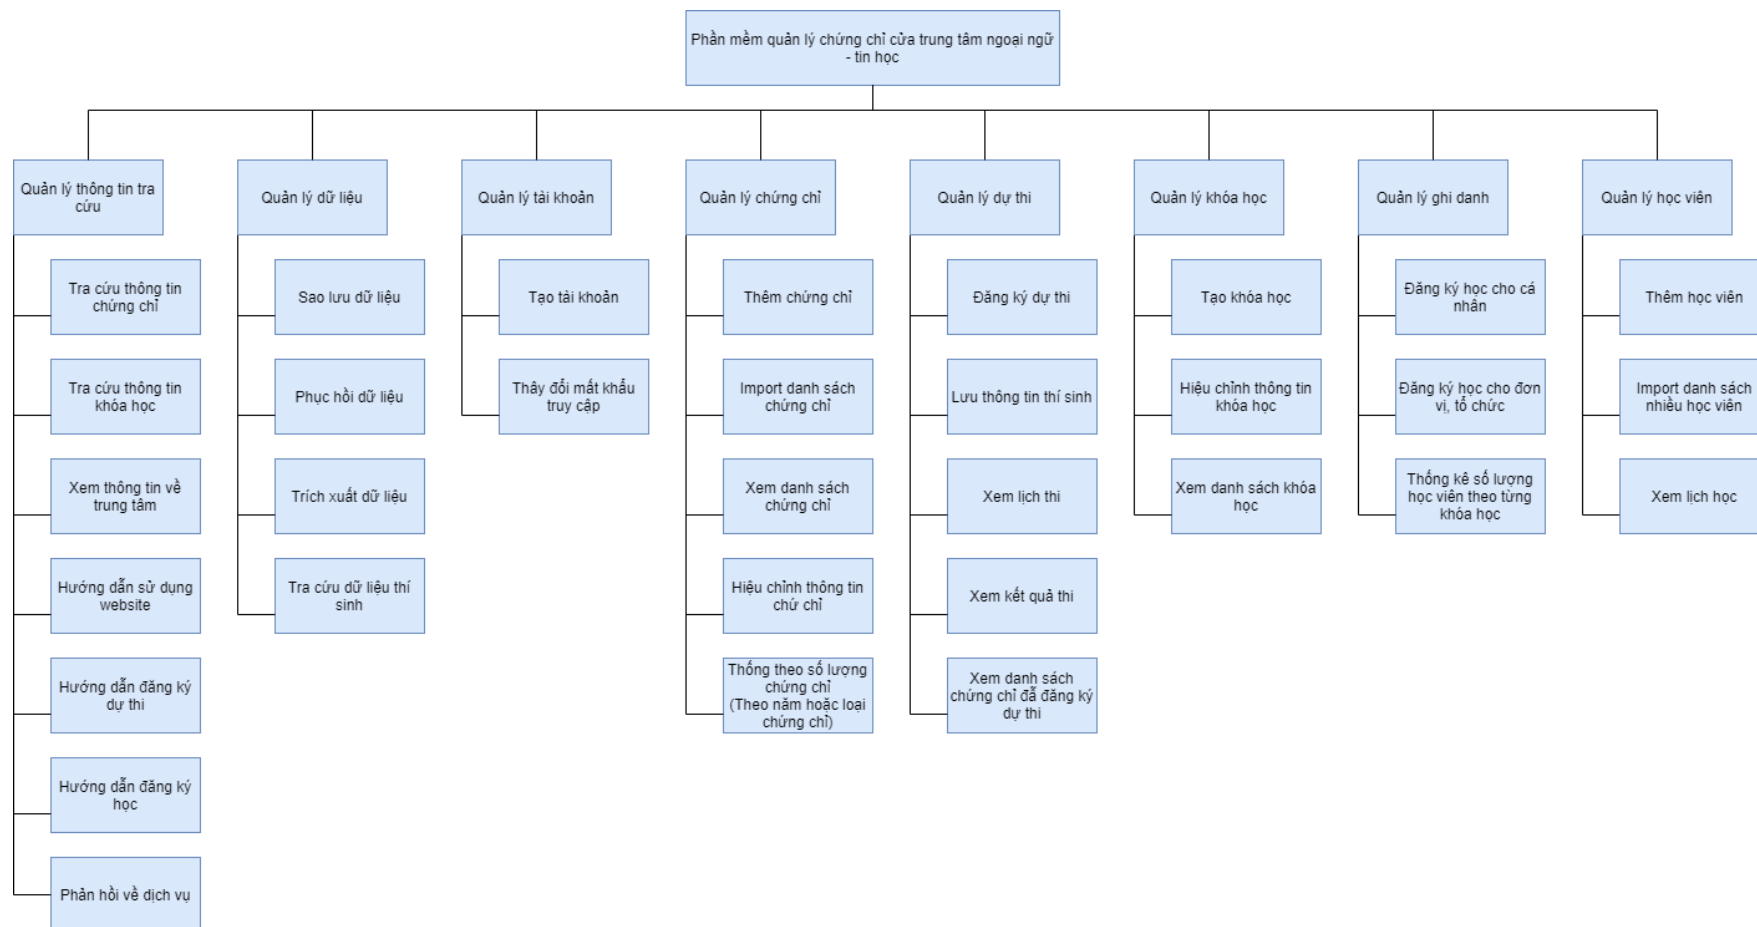 Phần mềm quản lý chứng chỉ cửa trung tâm ngoại ngữ
- tin học
Quản lý thông tin tra
cứu
Tra cứu thông tin
chứng chỉ
Tra cứu thông tin
khóa học
Xem thông tin về
trung tâm
Hướng dẫn sử dụng
website
Hướng dẫn đăng ký
dự thi
Hướng dẫn đăng ký
học
Phản hồi về dịch vụ
Quản lý dữ liệu
Sao lưu dữ liệu
Phục hồi dữ liệu
Trích xuất dữ liệu
Tra cứu dữ liệu thí
sinh
Quản lý tài khoản
Tạo tài khoản
Thây đổi mất khẩu
truy cập
Quản lý chứng chỉ
Thêm chứng chỉ
Import danh sách
chứng chỉ
Xem danh sách
chứng chỉ
Hiệu chỉnh thông tin
chứ chỉ
Thống theo số lượng
chứng chỉ
(Theo năm hoặc loại
chứng chỉ)
Quản lý dự thi
Đăng ký dự thi
Lưu thông tin thí sinh
Xem lịch thi
Xem kết quả thi
Xem danh sách
chứng chỉ đẫ đăng ký
dự thi
Quản lý khóa học
Tạo khóa học
Hiệu chỉnh thông tin
khóa học
Xem danh sách khóa
học
Quản lý ghi danh
Đăng ký học cho cá
nhân
Đăng ký học cho đơn
vị, tổ chức
Thống kê số lượng
học viên theo từng
khóa học
Quản lý học viên
Thêm học viên
Import danh sách
nhiều học viên
Xem lịch học